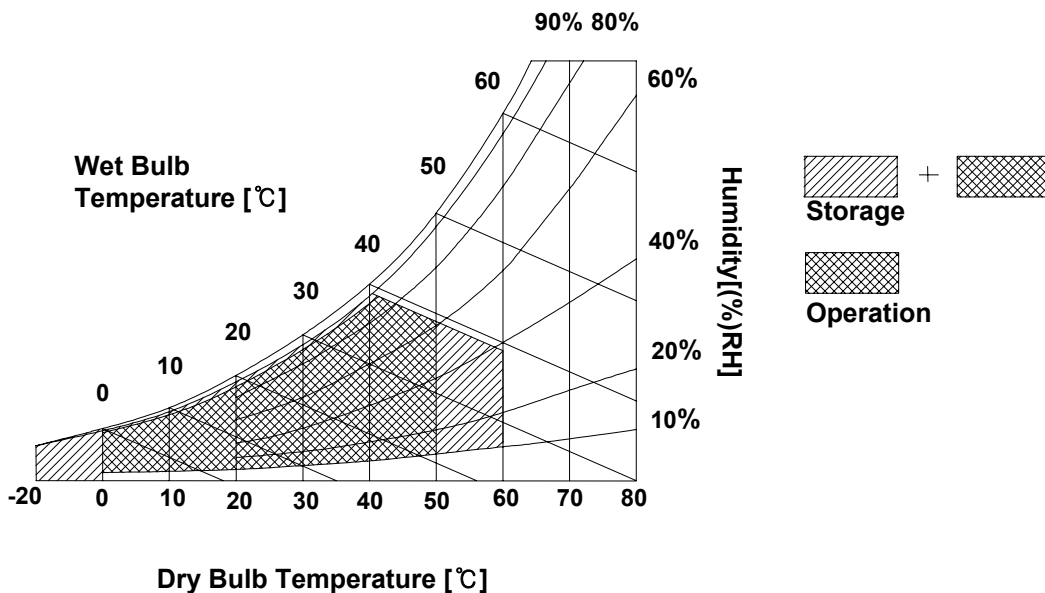 90% 80%
60
60%
50
Wet Bulb
Temperature [℃]
40
40%
30
20
20%
10
10%
0
Humidity[(%)RH]
-20 0 10 20 30 40 50 60 70 80
Dry Bulb Temperature [℃]
+
Storage
Operation